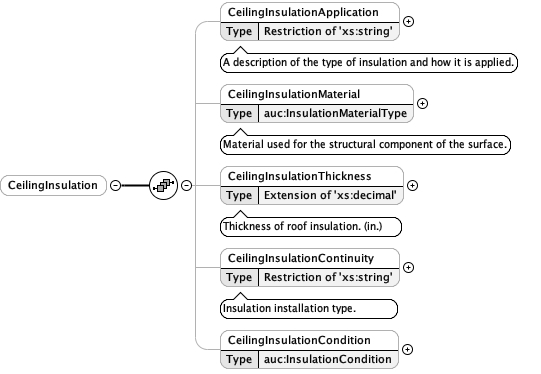 CeilingInsulationApplication
Type Restriction of 'xs:string'
A description of the type of insulation and how it is applied.
CeilingInsulationMaterial
Type auc:InsulationMaterialType
Material used for the structural component of the surface.
CeilingInsulation
CeilingInsulationThickness
Type Extension of 'xs:decimal'
Thickness of roof insulation. (in.)
CeilingInsulationContinuity
Type Restriction of 'xs:string'
Insulation installation type.
CeilingInsulationCondition
Type auc:InsulationCondition